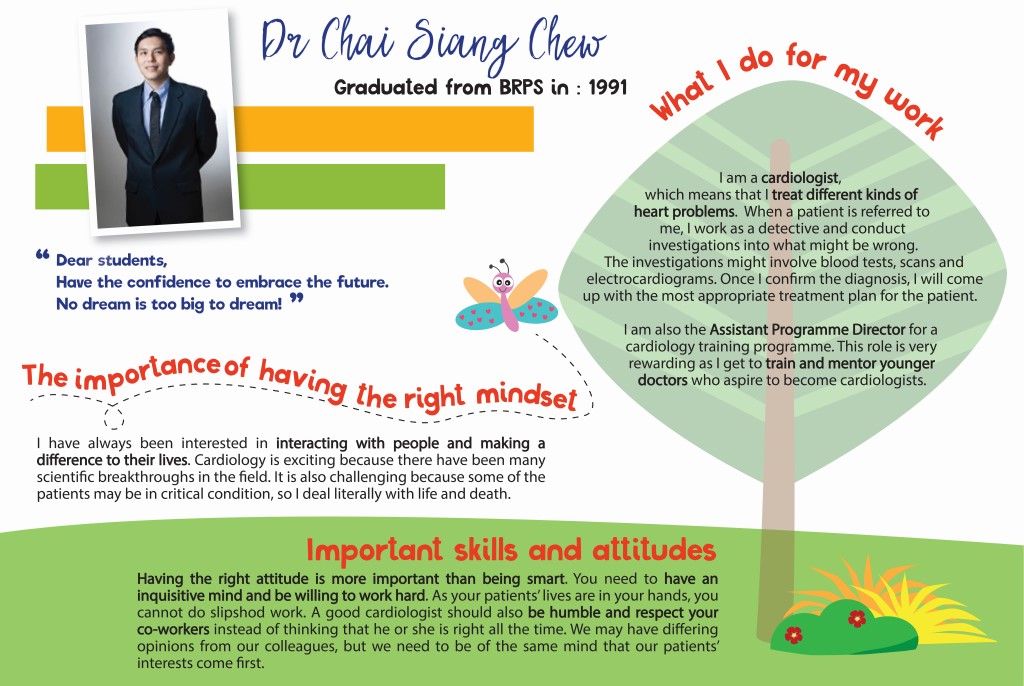 Dr Chai Siang Chew
Graduated from BRPS in : 1991
“ Dear students,
Have the confidence to embrace the future.
No dream is too big to dream! ”
What I do for my work
I am a cardiologist,
which means that I treat different kinds of
heart problems. When a patient is referred to
me, I work as a detective and conduct
investigations into what might be wrong.
The investigations might involve blood tests, scans and
electrocardiograms. Once I confirm the diagnosis, I will come
up with the most appropriate treatment plan for the patient.
I am also the Assistant Programme Director for a
cardiology training programme. This role is very
rewarding as I get to train and mentor younger
doctors who aspire to become cardiologists.
The importance of having the right mindset
I have always been interested in interacting with people and making a
difference to their lives. Cardiology is exciting because there have been many
scientific breakthroughs in the field. It is also challenging because some of the
patients may be in critical condition, so I deal literally with life and death.
Important skills and attitudes
Having the right attitude is more important than being smart. You need to have an
inquisitive mind and be willing to work hard. As your patients’ lives are in your hands, you
cannot do slipshod work. A good cardiologist should also be humble and respect your
co-workers instead of thinking that he or she is right all the time. We may have differing
opinions from our colleagues, but we need to be of the same mind that our patients’
interests come first.